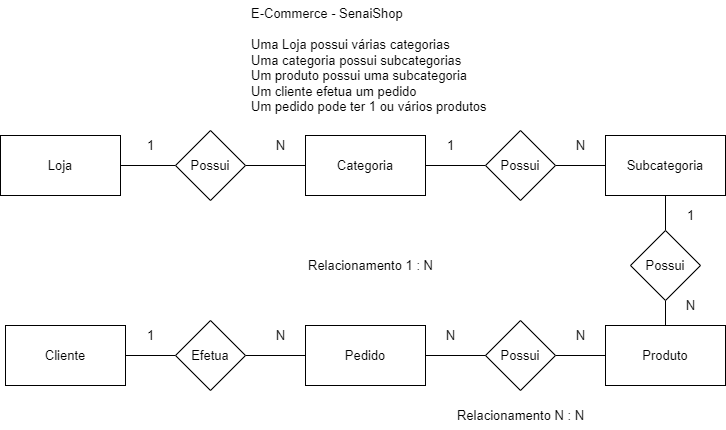 E-Commerce - SenaiShop
Uma Loja possui várias categorias
Uma categoria possui subcategorias
Um produto possui uma subcategoria
Um cliente efetua um pedido
Um pedido pode ter 1 ou vários produtos
1 N 1 N
Loja Possui Categoria Possui Subcategoria
1
Relacionamento 1 : N Possui
N
1 N N N
Cliente Efetua Pedido Possui Produto
Relacionamento N : N